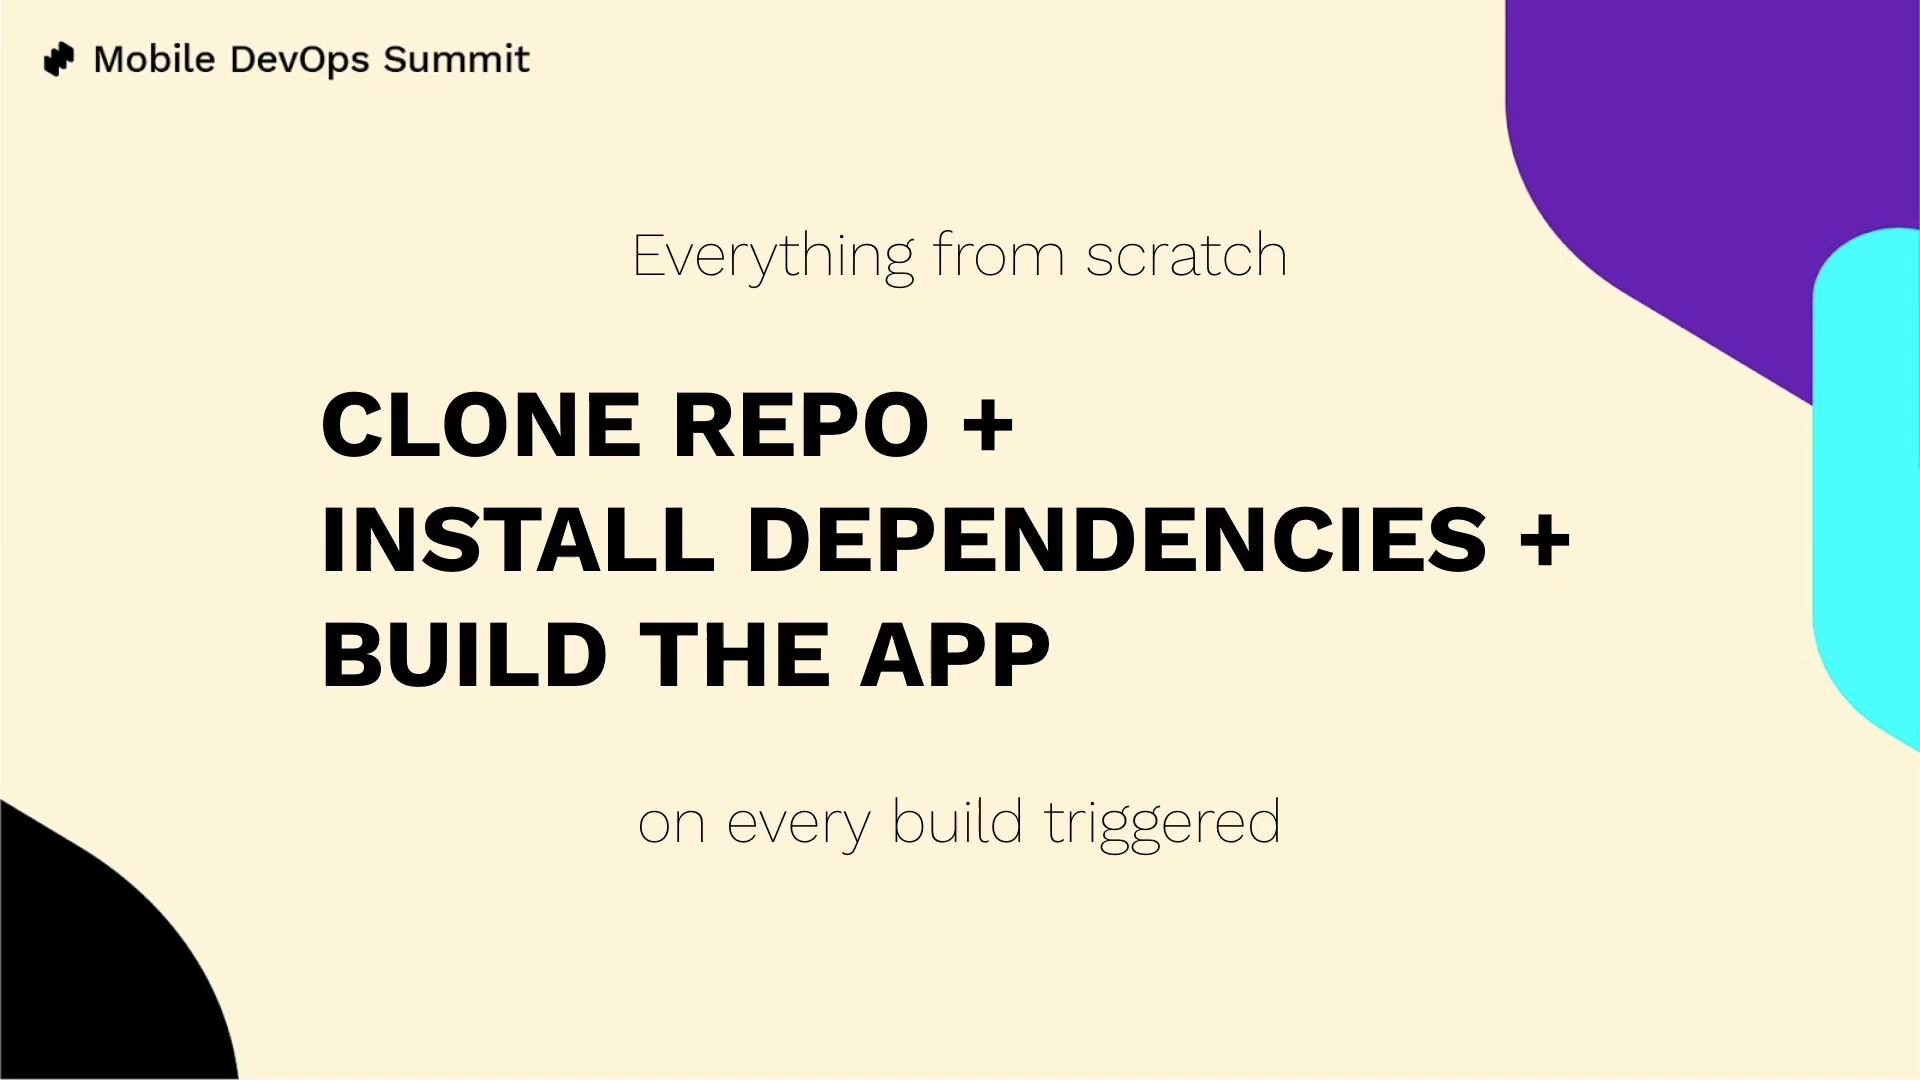 Mobile DevOps Summit
Everything from scratch
CLONE REPO +
INSTALL DEPENDENCIES +
BUILD THE APP
on every build triggered